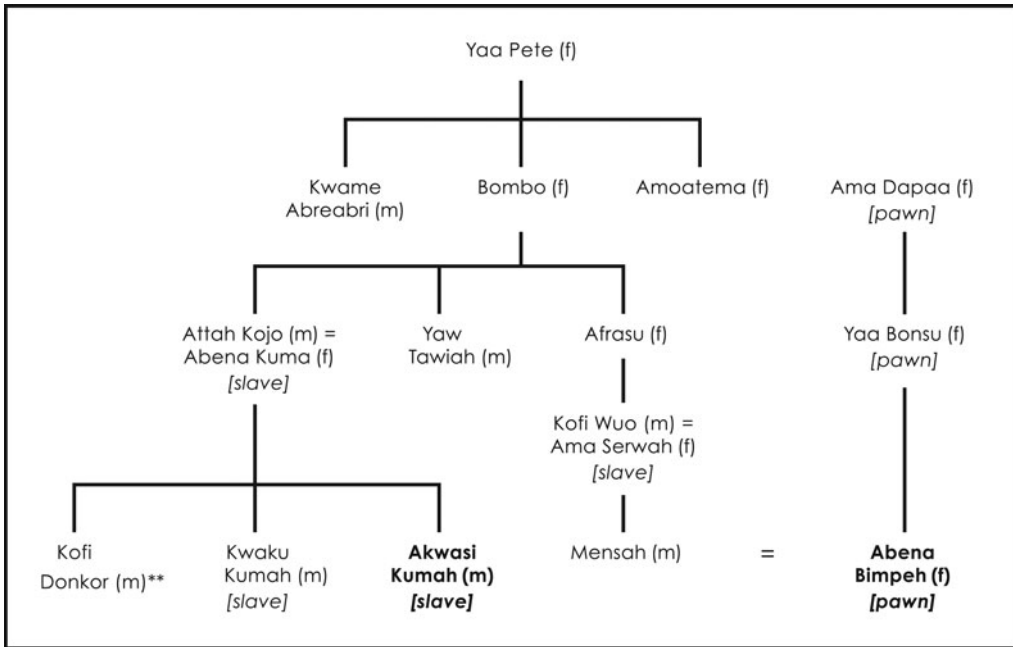 Yaa Pete (f)
Kwame
Abreabri (m)
Bombo (f)
Amoatema (f)
Ama Dapaa (f)
[pawn]
Attah Kojo (m) =
Abena Kuma (f)
[slave]
Yaw
Tawiah (m)
Afrasu (f)
Yaa Bonsu (f)
[pawn]
Kofi Wuo (m) =
Ama Serwah (f)
[slave]
Kofi
Donkor (m)**
Kwaku
Kumah (m)
[slave]
Akwasi
Kumah (m)
[slave]
Mensah (m)
=
Abena
Bimpeh (f)
[pawn]